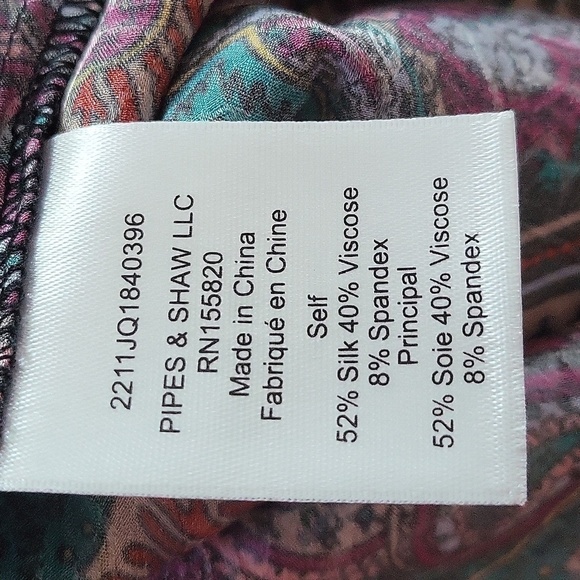 2211JQ1840396
PIPES & SHAW LLC
RN155820
Made in China
Fabriqué en Chine
Self
52% Silk 40% Viscose
8% Spandex
Principal
52% Soie 40% Viscose
8% Spandex